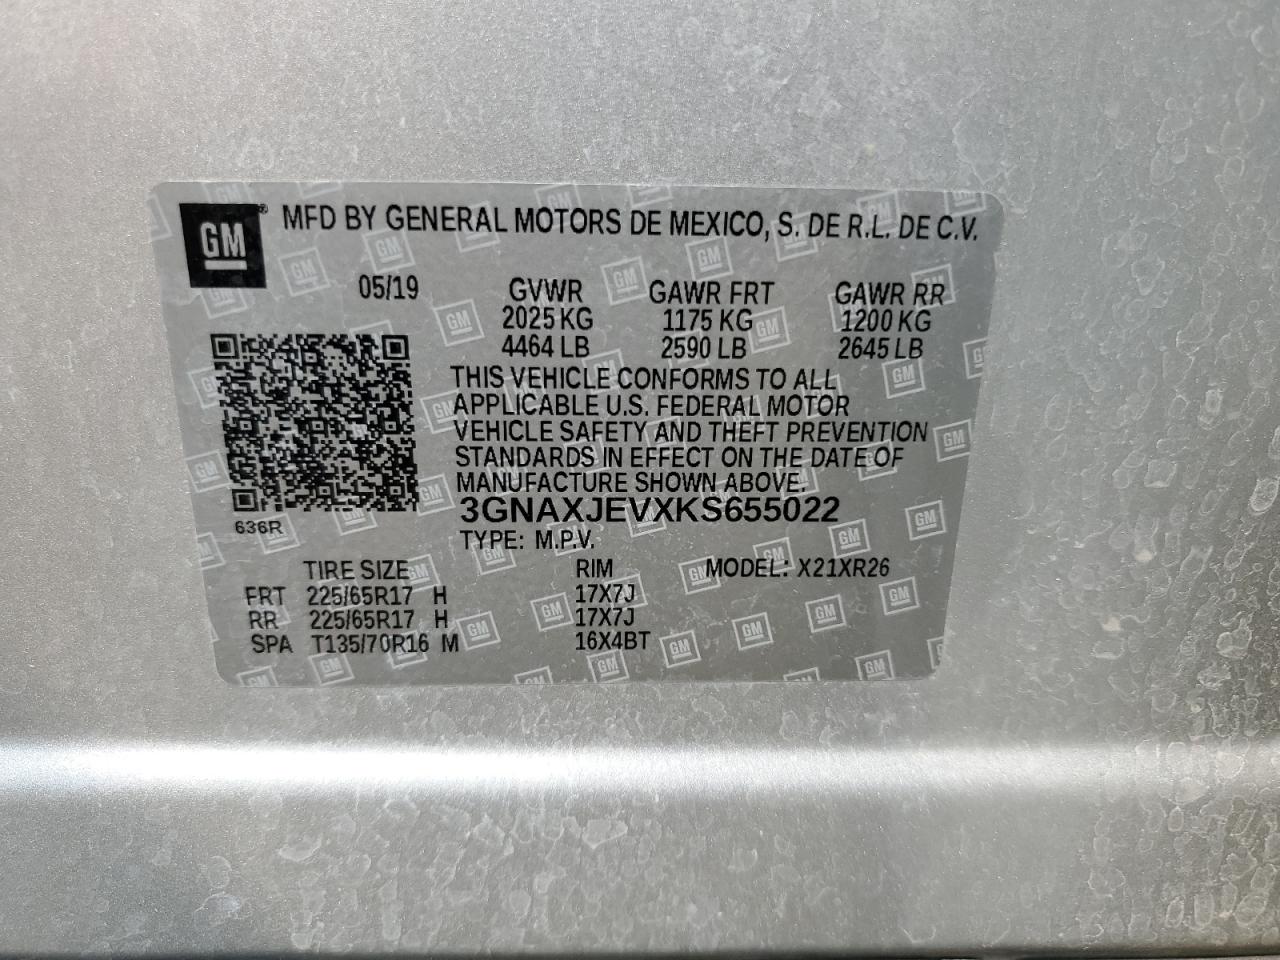 GM® MFD BY GENERAL MOTORS DE MEXICO, S. DE R.L. DE C.V.
05/19 GVWR GAWR FRT GAWR RR
2025 KG 1175 KG 1200 KG
4464 LB 2590 LB 2645 LB
THIS VEHICLE CONFORMS TO ALL
APPLICABLE U.S. FEDERAL MOTOR
VEHICLE SAFETY AND THEFT PREVENTION
STANDARDS IN EFFECT ON THE DATE OF
MANUFACTURE SHOWN ABOVE.
3GNAXJEVXKS655022
636R
TYPE: M.P.V.
TIRE SIZE RIM MODEL: X21XR26
FRT 225/65R17 H 17X7J
RR 225/65R17 H 17X7J
SPA T135/70R16 M 16X4BT